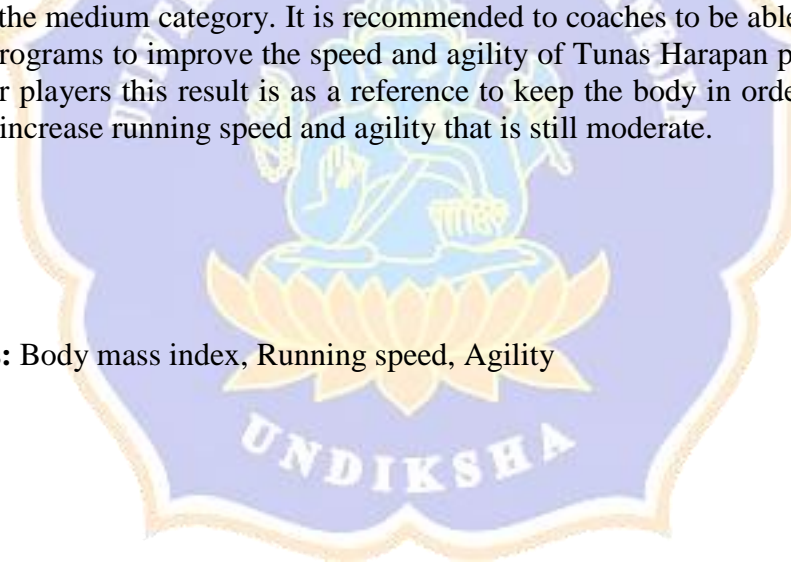 the medium category. It is recommended to coaches to be able
rograms to improve the speed and agility of Tunas Harapan p
r players this result is as a reference to keep the body in orde
increase running speed and agility that is still moderate.
: Body mass index, Running speed, Agility
UNDIKSHA